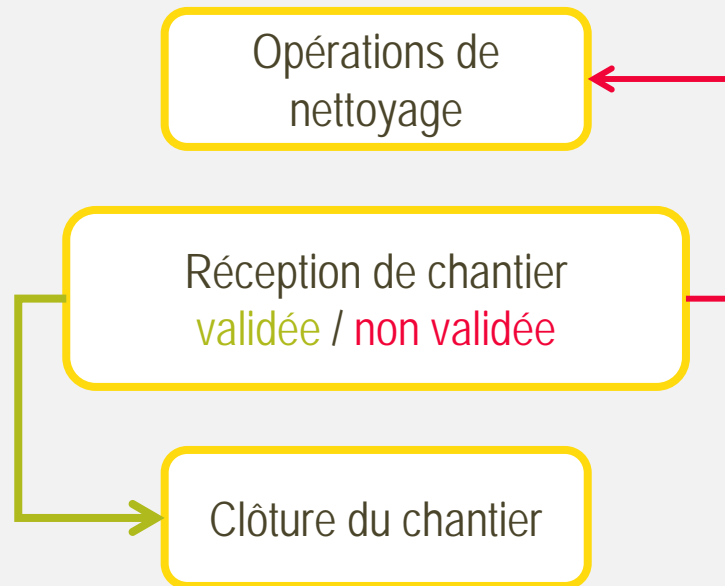 Opérations de
nettoyage
Réception de chantier
validée / non validée
Clôture du chantier